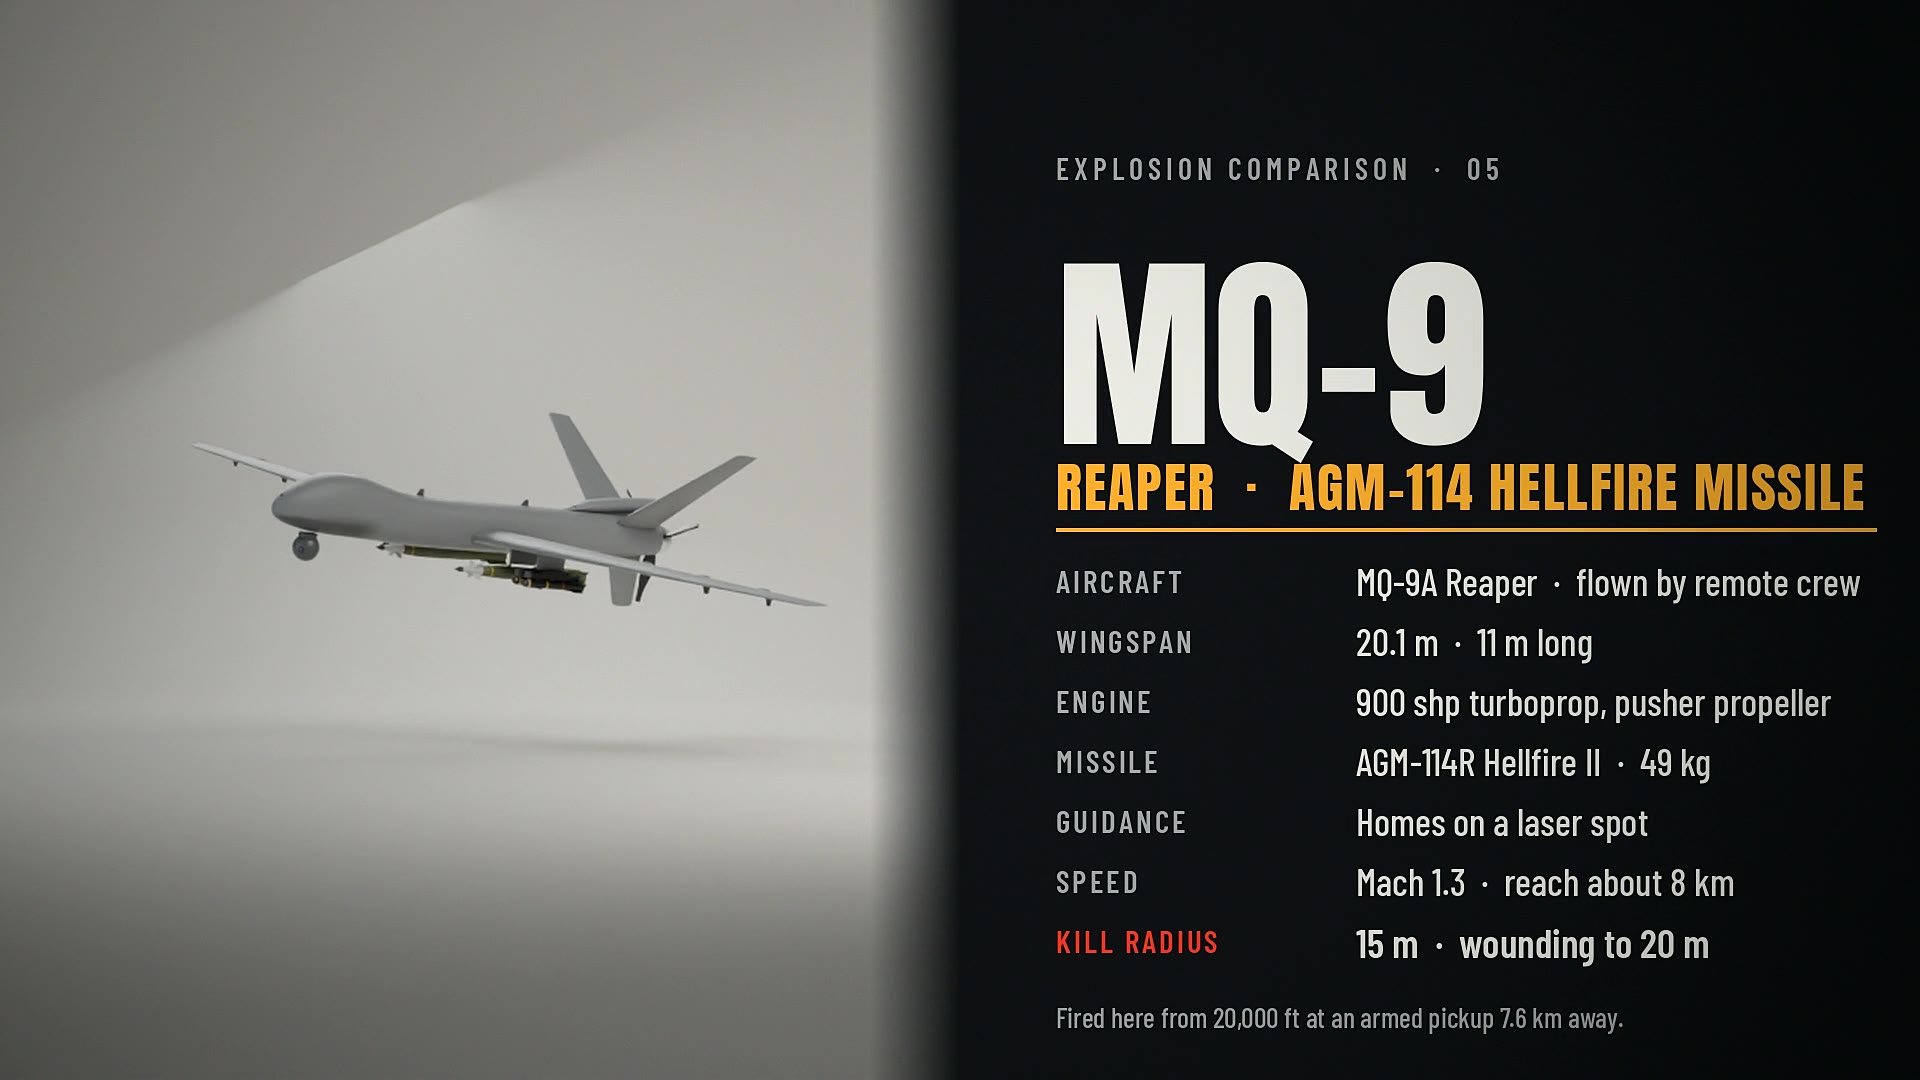 EXPLOSION COMPARISON · 05
MQ-9
REAPER · AGM-114 HELLFIRE MISSILE
AIRCRAFT MQ-9A Reaper · flown by remote crew
WINGSPAN 20.1 m · 11 m long
ENGINE 900 shp turboprop, pusher propeller
MISSILE AGM-114R Hellfire II · 49 kg
GUIDANCE Homes on a laser spot
SPEED Mach 1.3 · reach about 8 km
KILL RADIUS 15 m · wounding to 20 m
Fired here from 20,000 ft at an armed pickup 7.6 km away.